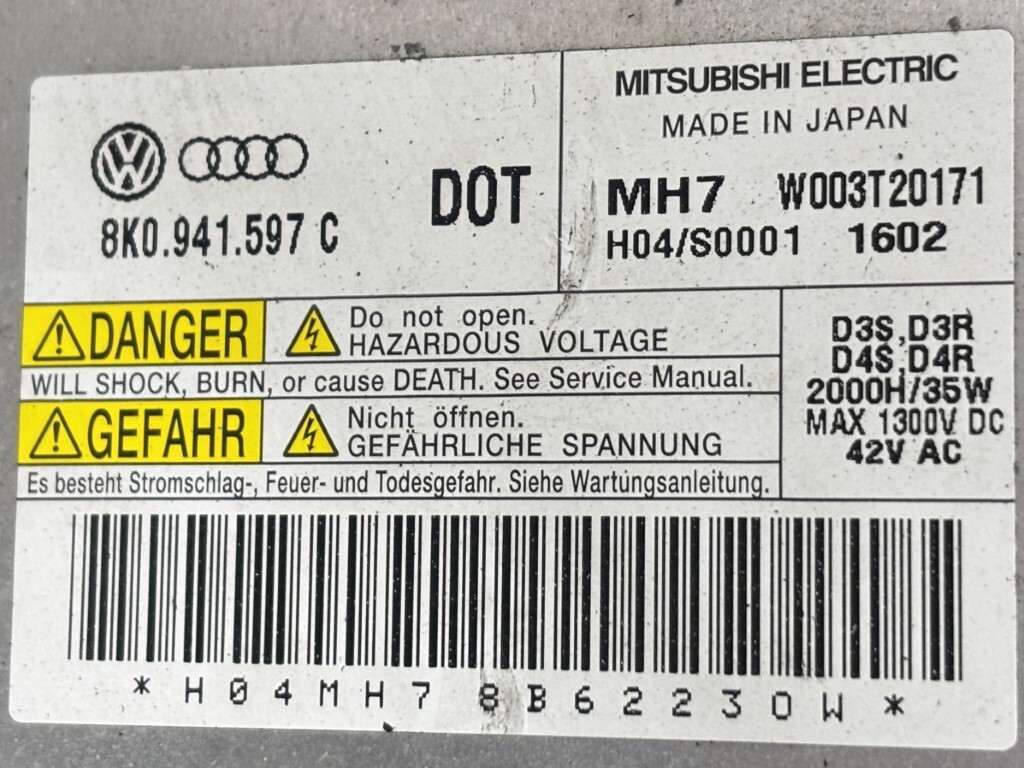 8K0.941.597 C
DOT
MITSUBISHI ELECTRIC
MADE IN JAPAN
MH7 W003T20171
H04/S0001 1602
DANGER
Do not open.
HAZARDOUS VOLTAGE
WILL SHOCK, BURN, or cause DEATH. See Service Manual.
GEFAHR
Nicht öffnen.
GEFÄHRLICHE SPANNUNG
Es besteht Stromschlag-, Feuer- und Todesgefahr. Siehe Wartungsanleitung.
D3S,D3R
D4S,D4R
2000H/35W
MAX 1300V DC
42V AC
*H04MH78B62230W*